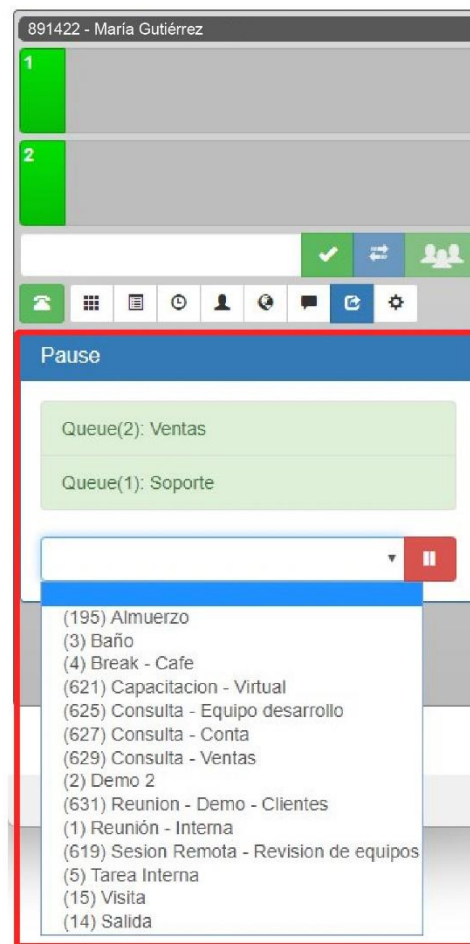 891422 - María Gutiérrez
1
2
Pause
Queue(2): Ventas
Queue(1): Soporte
(195) Almuerzo
(3) Baño
(4) Break - Cafe
(621) Capacitacion - Virtual
(625) Consulta - Equipo desarrollo
(627) Consulta - Conta
(629) Consulta - Ventas
(2) Demo 2
(631) Reunion - Demo - Clientes
(1) Reunión - Interna
(619) Sesion Remota - Revision de equipos
(5) Tarea Interna
(15) Visita
(14) Salida